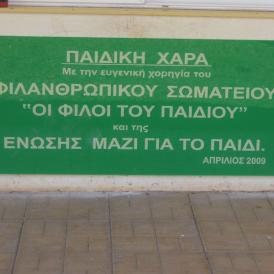 ΠΑΙΔΙΚΗ ΧΑΡΑ
Με την ευγενική χορηγία του
ΦΙΛΑΝΘΡΩΠΙΚΟΥ ΣΩΜΑΤΕΙΟΥ
"ΟΙ ΦΙΛΟΙ ΤΟΥ ΠΑΙΔΙΟΥ"
και της
ΕΝΩΣΗΣ ΜΑΖΙ ΓΙΑ ΤΟ ΠΑΙΔΙ.
ΑΠΡΙΛΙΟΣ 2009